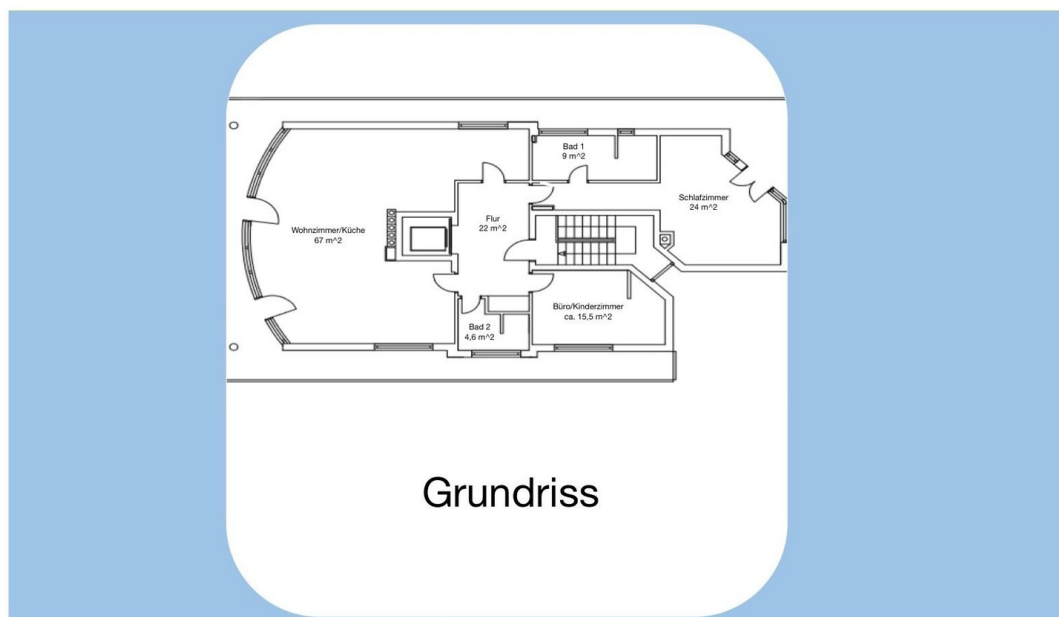 Bad 1
9 m^2
Schlafzimmer
24 m^2
Flur
22 m^2
Wohnzimmer/Küche
67 m^2
Büro/Kinderzimmer
ca. 15,5 m^2
Bad 2
4,6 m^2
Grundriss